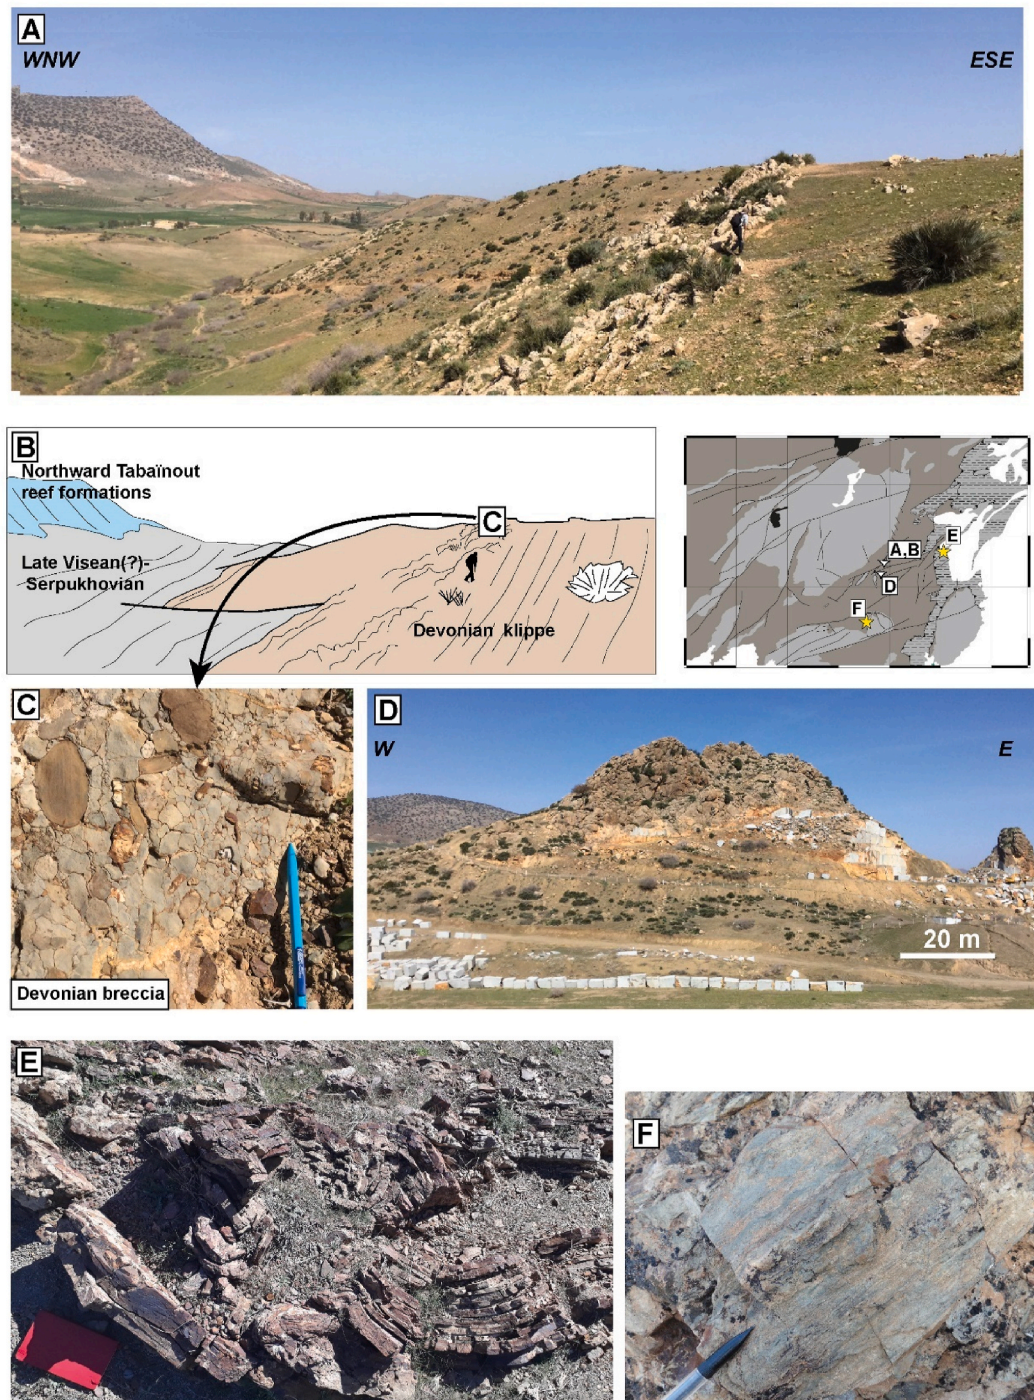 A
WNW
ESE
B
Northward Tabaïnout
reef formations
C
Late Visean(?)-
Serpukhovian
Devonian klippe
A,B
E
D
F
C
Devonian breccia
D
W
E
20 m
E
F